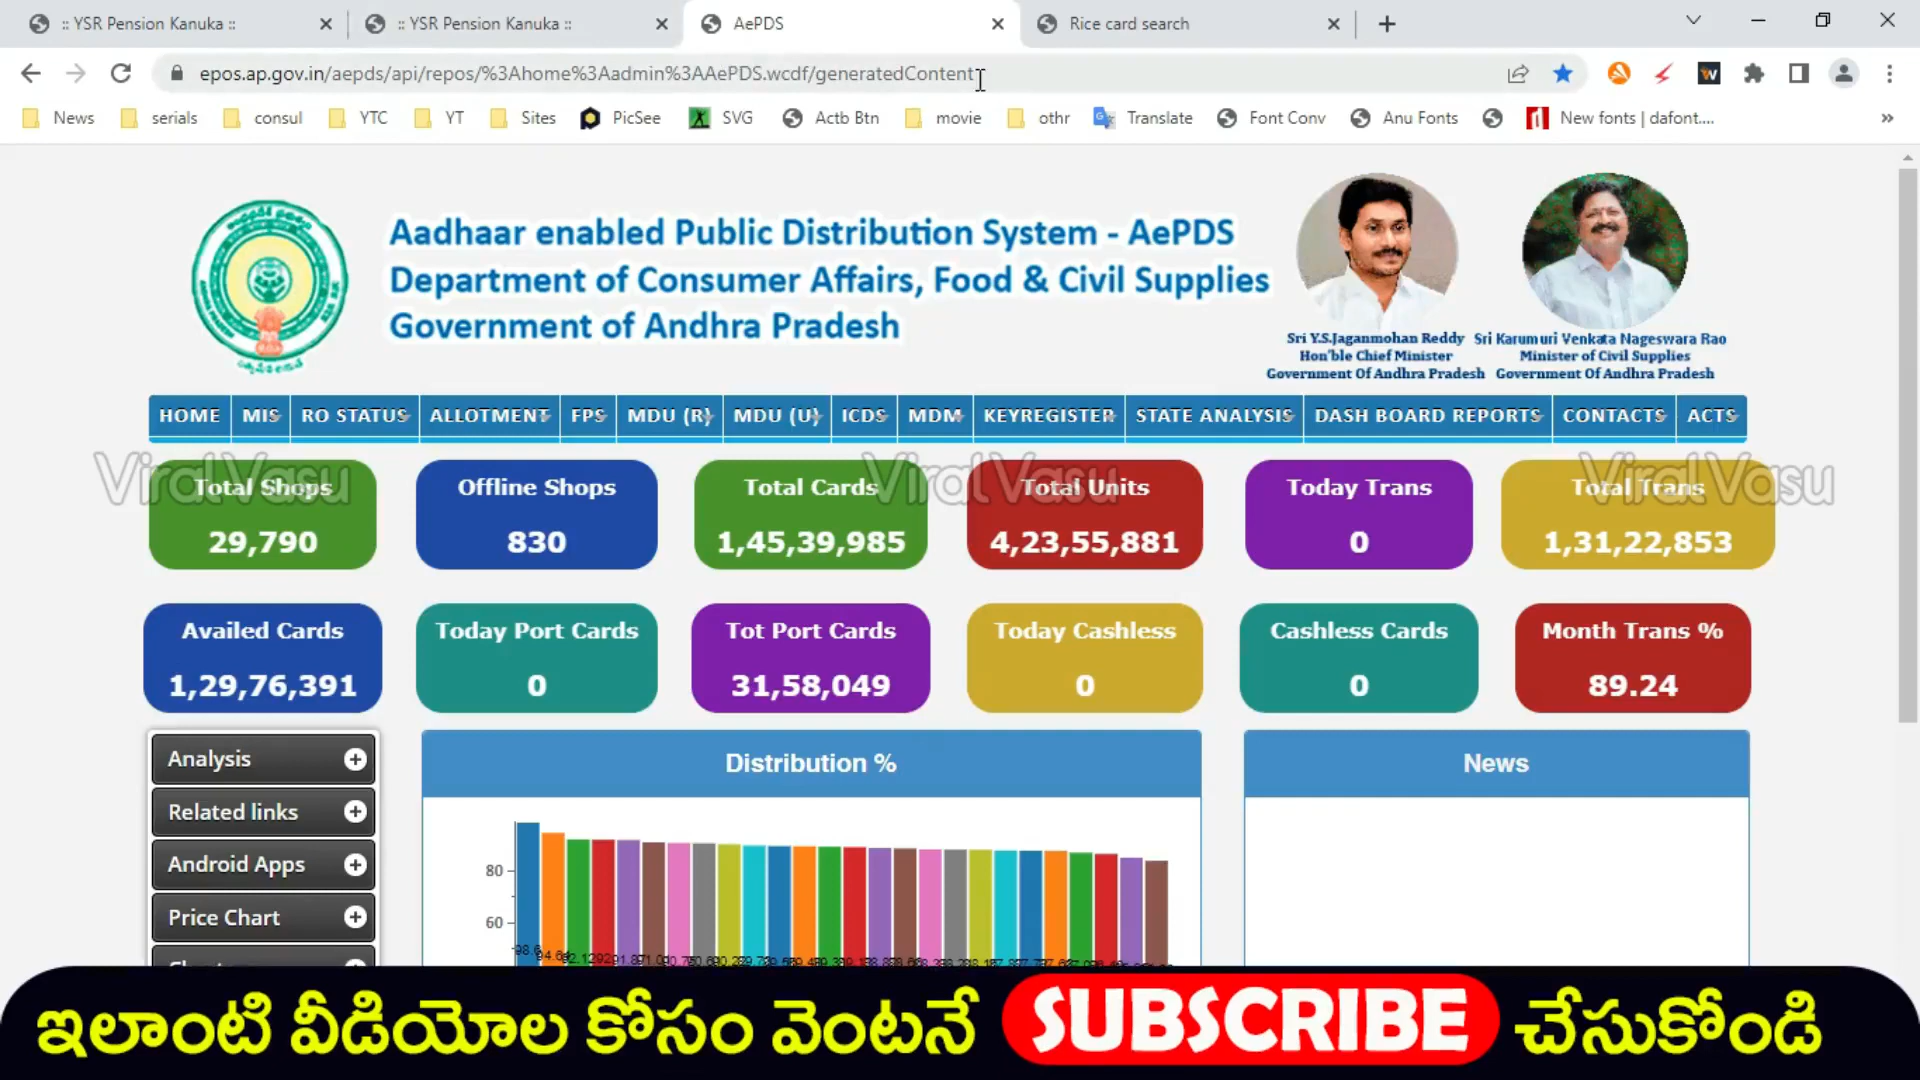 :: YSR Pension Kanuka ::
:: YSR Pension Kanuka ::
AePDS
Rice card search
epos.ap.gov.in/aepds/api/repos/%3Ahome%3Aadmin%3AAePDS.wcdf/generatedContent
News
serials
consul
YTC
YT
Sites
PicSee
SVG
Actb Btn
movie
othr
Translate
Font Conv
Anu Fonts
New fonts | dafont....
Aadhaar enabled Public Distribution System - AePDS
Department of Consumer Affairs, Food & Civil Supplies
Government of Andhra Pradesh
Sri Y.S.Jaganmohan Reddy
Hon'ble Chief Minister
Government Of Andhra Pradesh
Sri Karumuri Venkata Nageswara Rao
Minister of Civil Supplies
Government Of Andhra Pradesh
HOME
MIS
RO STATUS
ALLOTMENT
FPS
MDU (R)
MDU (U)
ICDS
MDM
KEYREGISTER
STATE ANALYSIS
DASH BOARD REPORTS
CONTACTS
ACTS
Viral Vasu
Viral Vasu
Viral Vasu
Total Shops
29,790
Offline Shops
830
Total Cards
1,45,39,985
Total Units
4,23,55,881
Today Trans
0
Total Trans
1,31,22,853
Availed Cards
1,29,76,391
Today Port Cards
0
Tot Port Cards
31,58,049
Today Cashless
0
Cashless Cards
0
Month Trans %
89.24
Analysis
Related links
Android Apps
Price Chart
Distribution %
80
60
News
ఇలాంటి వీడియోల కోసం వెంటనే SUBSCRIBE చేసుకోండి